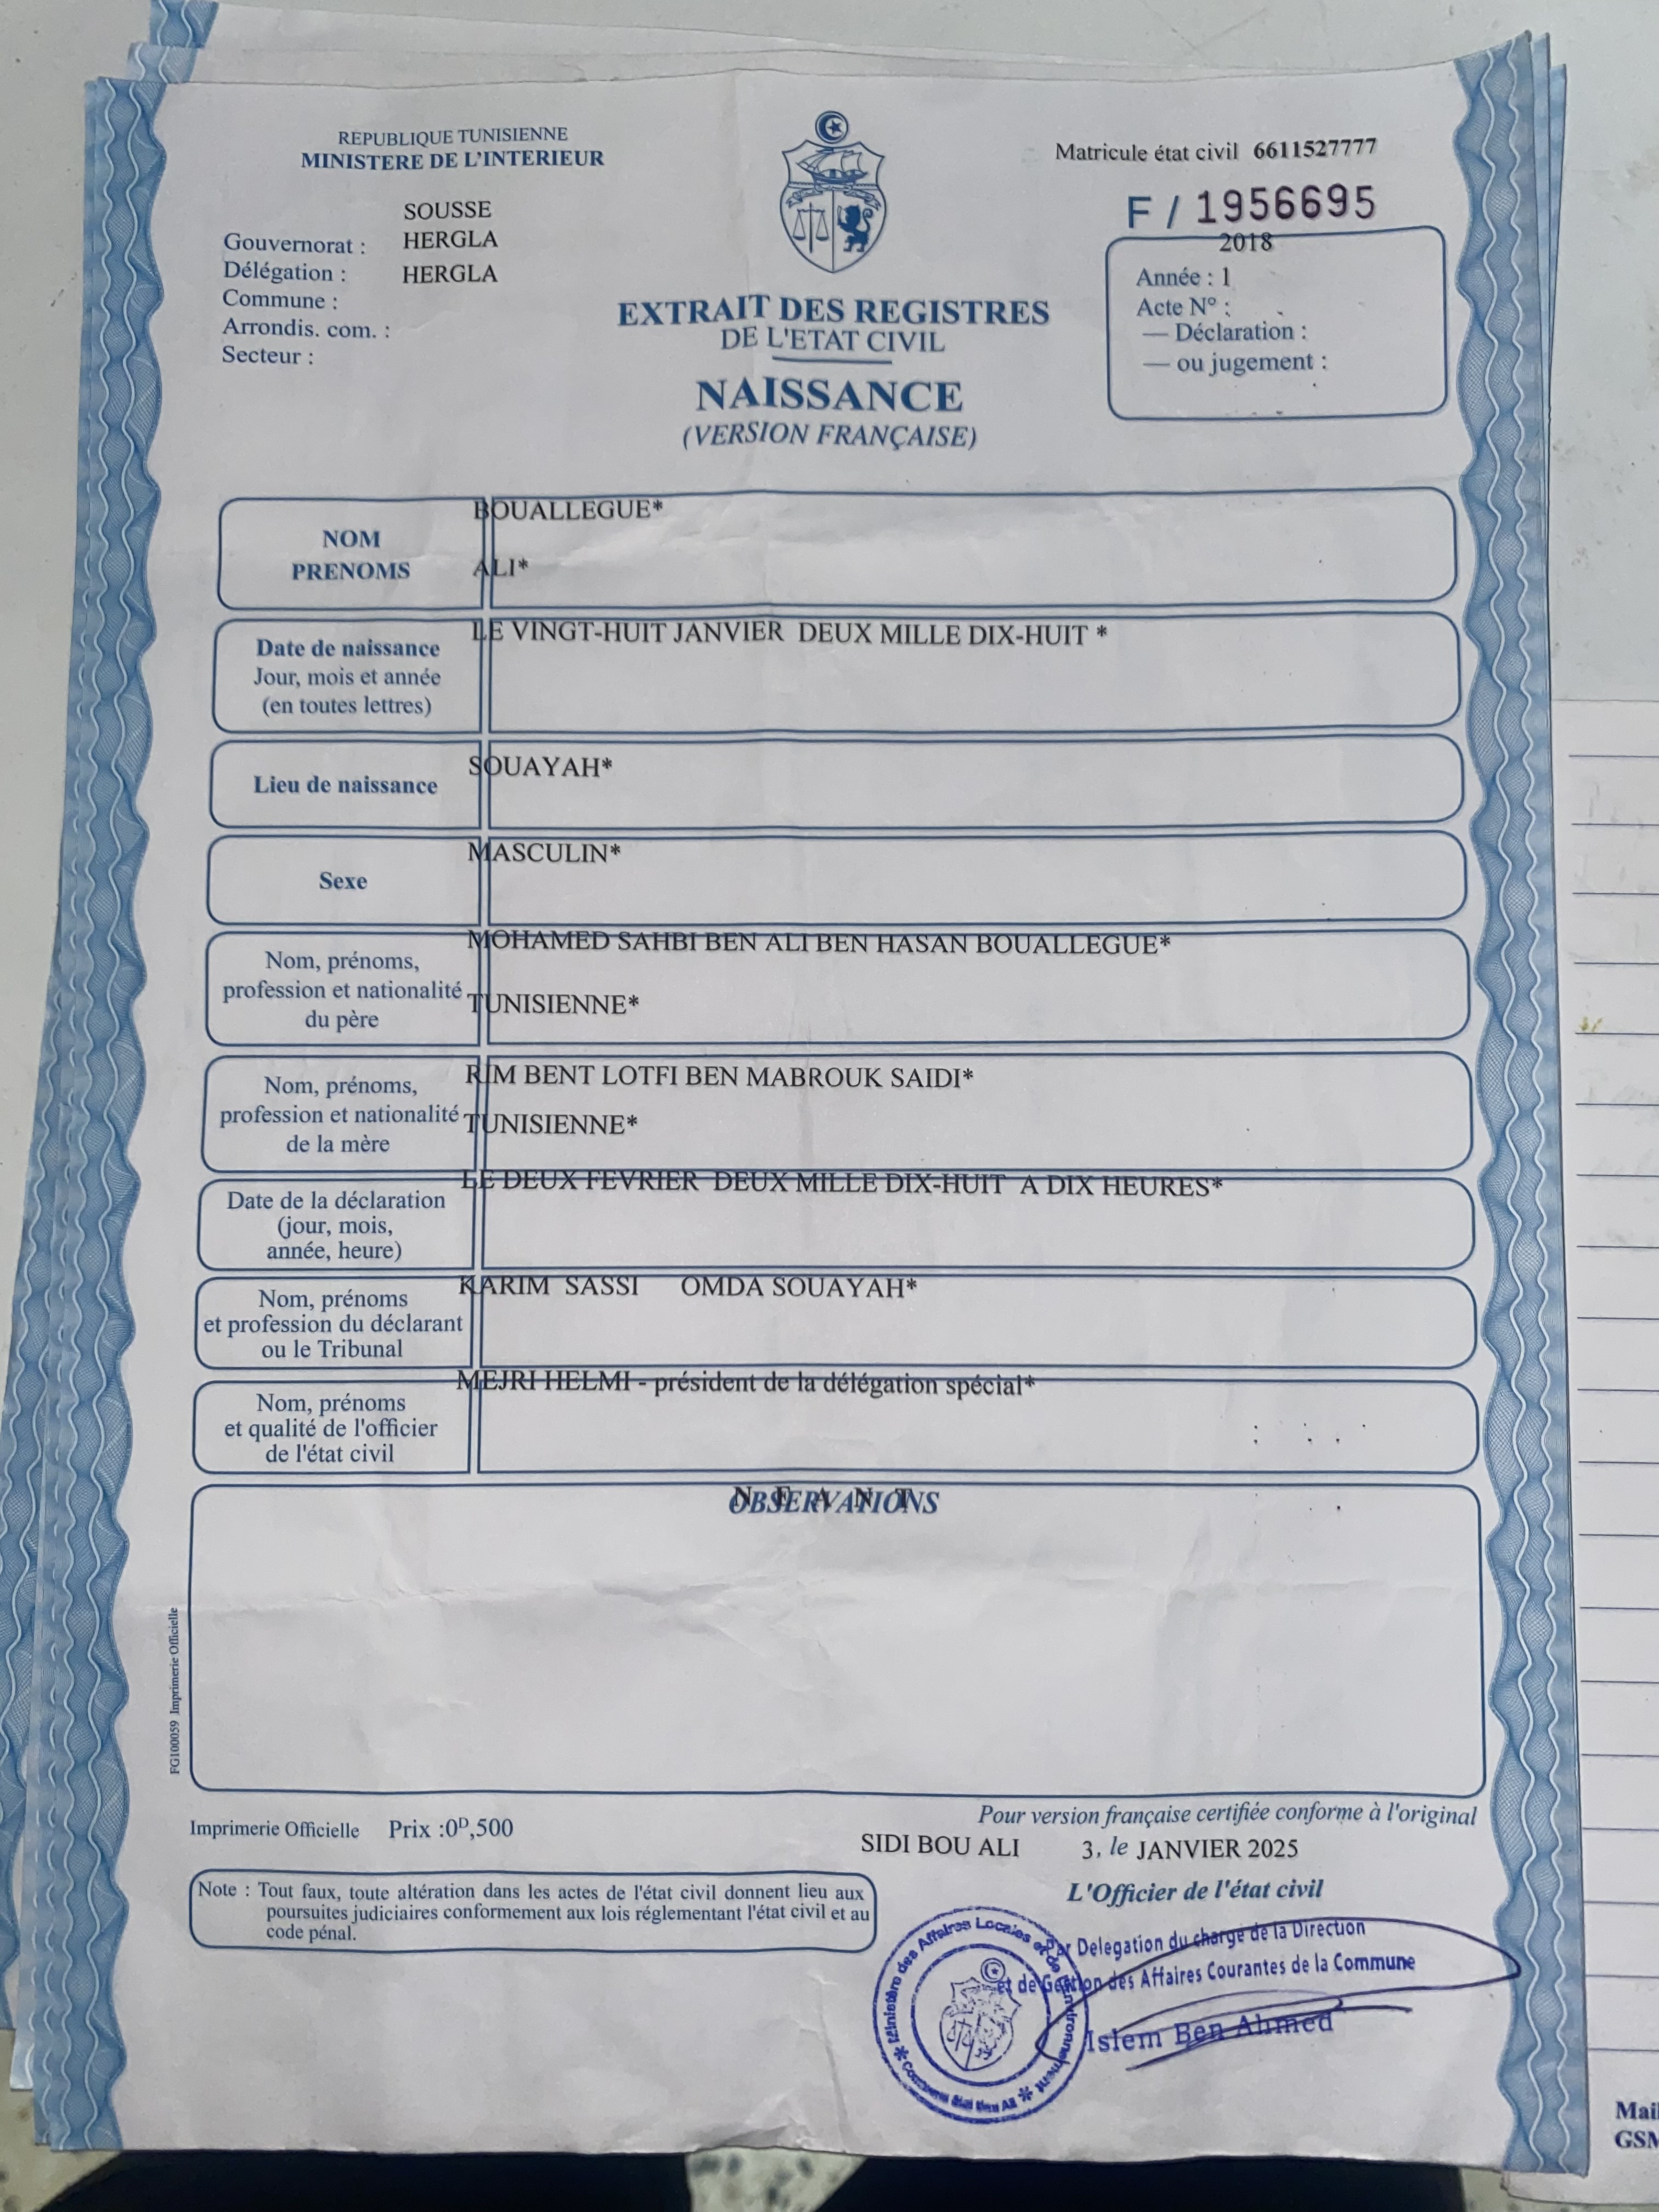 REPUBLIQUE TUNISIENNE
MINISTERE DE L'INTERIEUR
Matricule état civil 6611527777
F / 1956695
SOUSSE
Gouvernorat : HERGLA
Délégation : HERGLA
Commune :
Arrondis. com. :
Secteur :
2018
Année : 1
Acte N° :
— Déclaration :
— ou jugement :
EXTRAIT DES REGISTRES
DE L'ETAT CIVIL
NAISSANCE
(VERSION FRANÇAISE)
NOM
PRENOMS
BOUALLEGUE*
ALI*
Date de naissance
Jour, mois et année
(en toutes lettres)
LE VINGT-HUIT JANVIER DEUX MILLE DIX-HUIT *
Lieu de naissance
SOUAYAH*
Sexe
MASCULIN*
Nom, prénoms,
profession et nationalité
du père
MOHAMED SAHBI BEN ALI BEN HASAN BOUALLEGUE*
TUNISIENNE*
Nom, prénoms,
profession et nationalité
de la mère
RIM BENT LOTFI BEN MABROUK SAIDI*
TUNISIENNE*
Date de la déclaration
(jour, mois,
année, heure)
LE DEUX FEVRIER DEUX MILLE DIX-HUIT A DIX HEURES*
Nom, prénoms
et profession du déclarant
ou le Tribunal
KARIM SASSI OMDA SOUAYAH*
Nom, prénoms
et qualité de l'officier
de l'état civil
MEJRI HELMI - président de la délégation spécial*
OBSERVATIONS
N E A N T
FG100059 Imprimerie Officielle
Imprimerie Officielle Prix :0D,500
Pour version française certifiée conforme à l'original
SIDI BOU ALI 3, le JANVIER 2025
Note : Tout faux, toute altération dans les actes de l'état civil donnent lieu aux
poursuites judiciaires conformement aux lois réglementant l'état civil et au
code pénal.
L'Officier de l'état civil
Par Delegation du charge de la Direction
et de Gestion des Affaires Courantes de la Commune
Islem Ben Ahmed
Ministère des Affaires Locales et de l'Environnement
Mail
GSM